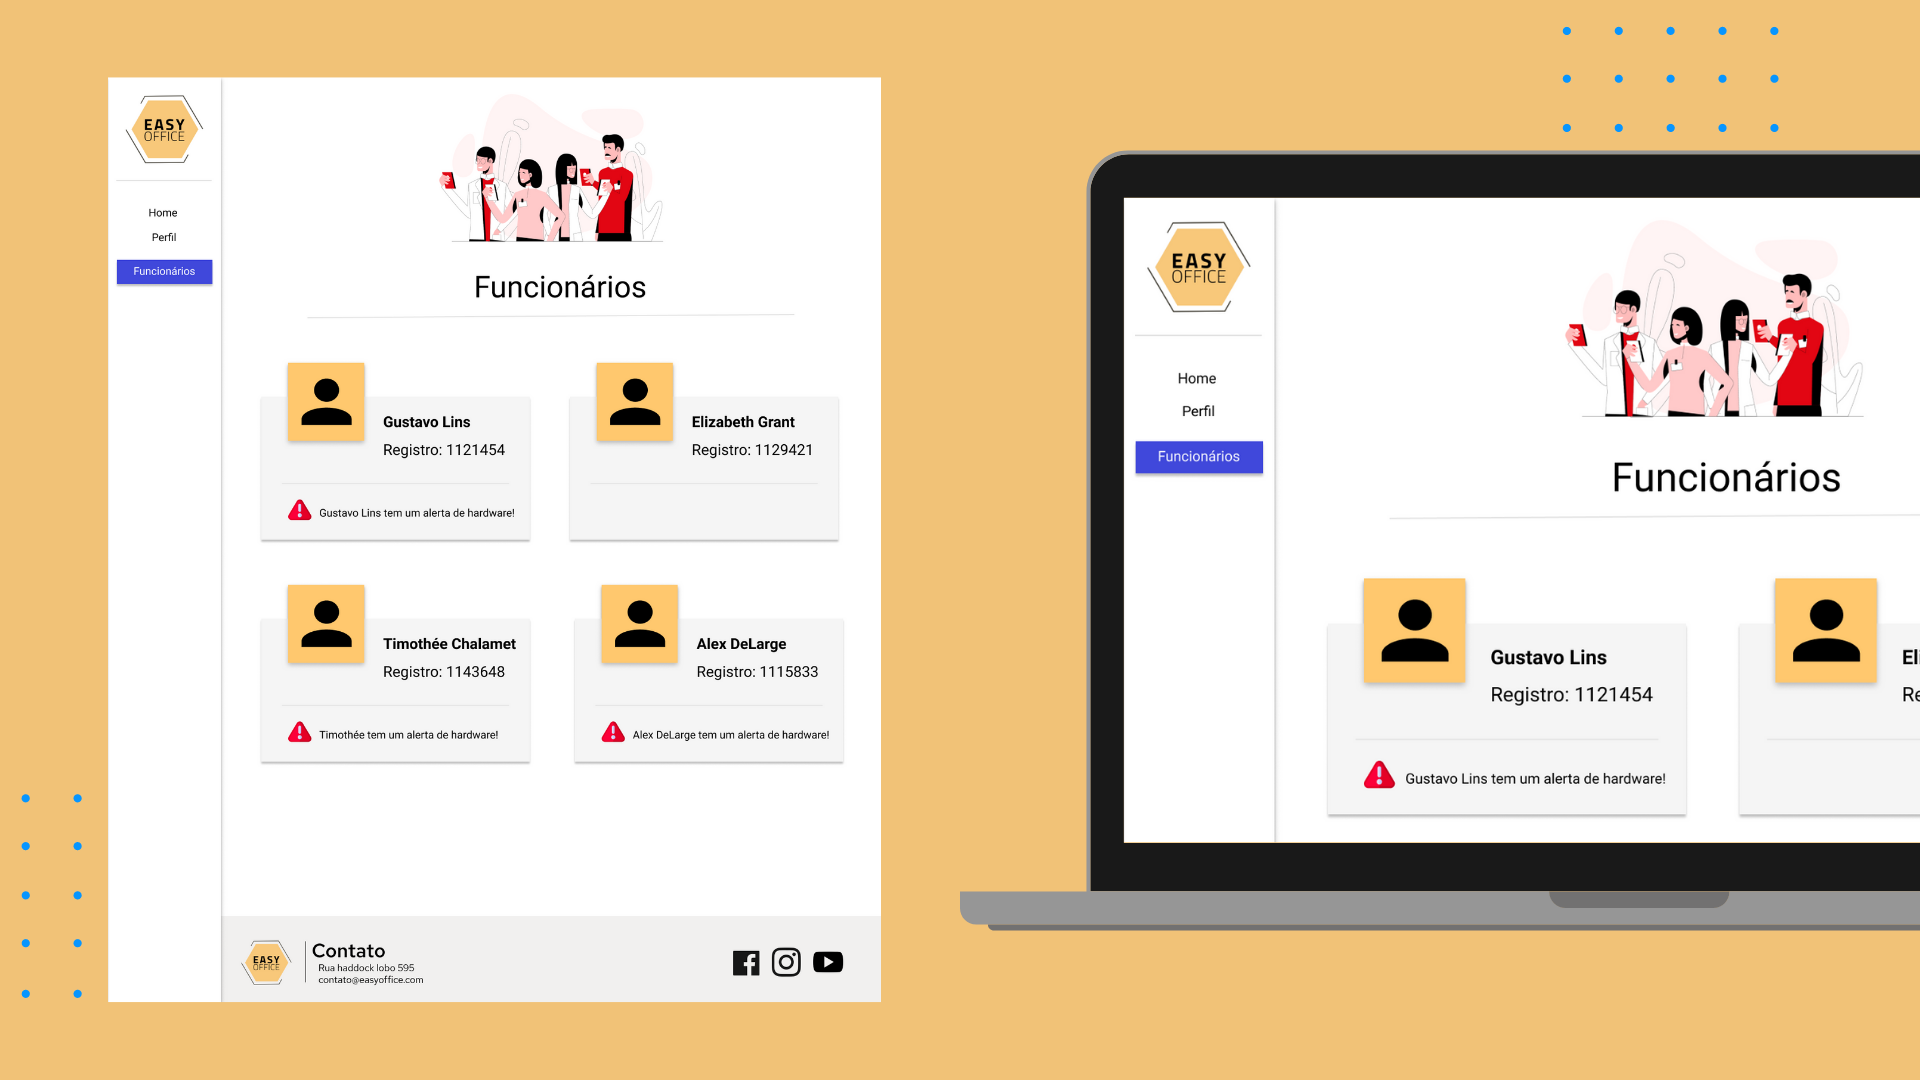 EASY
OFFICE
Home
Perfil
Funcionários
Funcionários
Gustavo Lins
Registro: 1121454
Gustavo Lins tem um alerta de hardware!
Elizabeth Grant
Registro: 1129421
Timothée Chalamet
Registro: 1143648
Timothée tem um alerta de hardware!
Alex DeLarge
Registro: 1115833
Alex DeLarge tem um alerta de hardware!
EASY
OFFICE
Contato
Rua haddock lobo 595
contato@easyoffice.com
EASY
OFFICE
Home
Perfil
Funcionários
Funcionários
Gustavo Lins
Registro: 1121454
Gustavo Lins tem um alerta de hardware!
Eli
Re